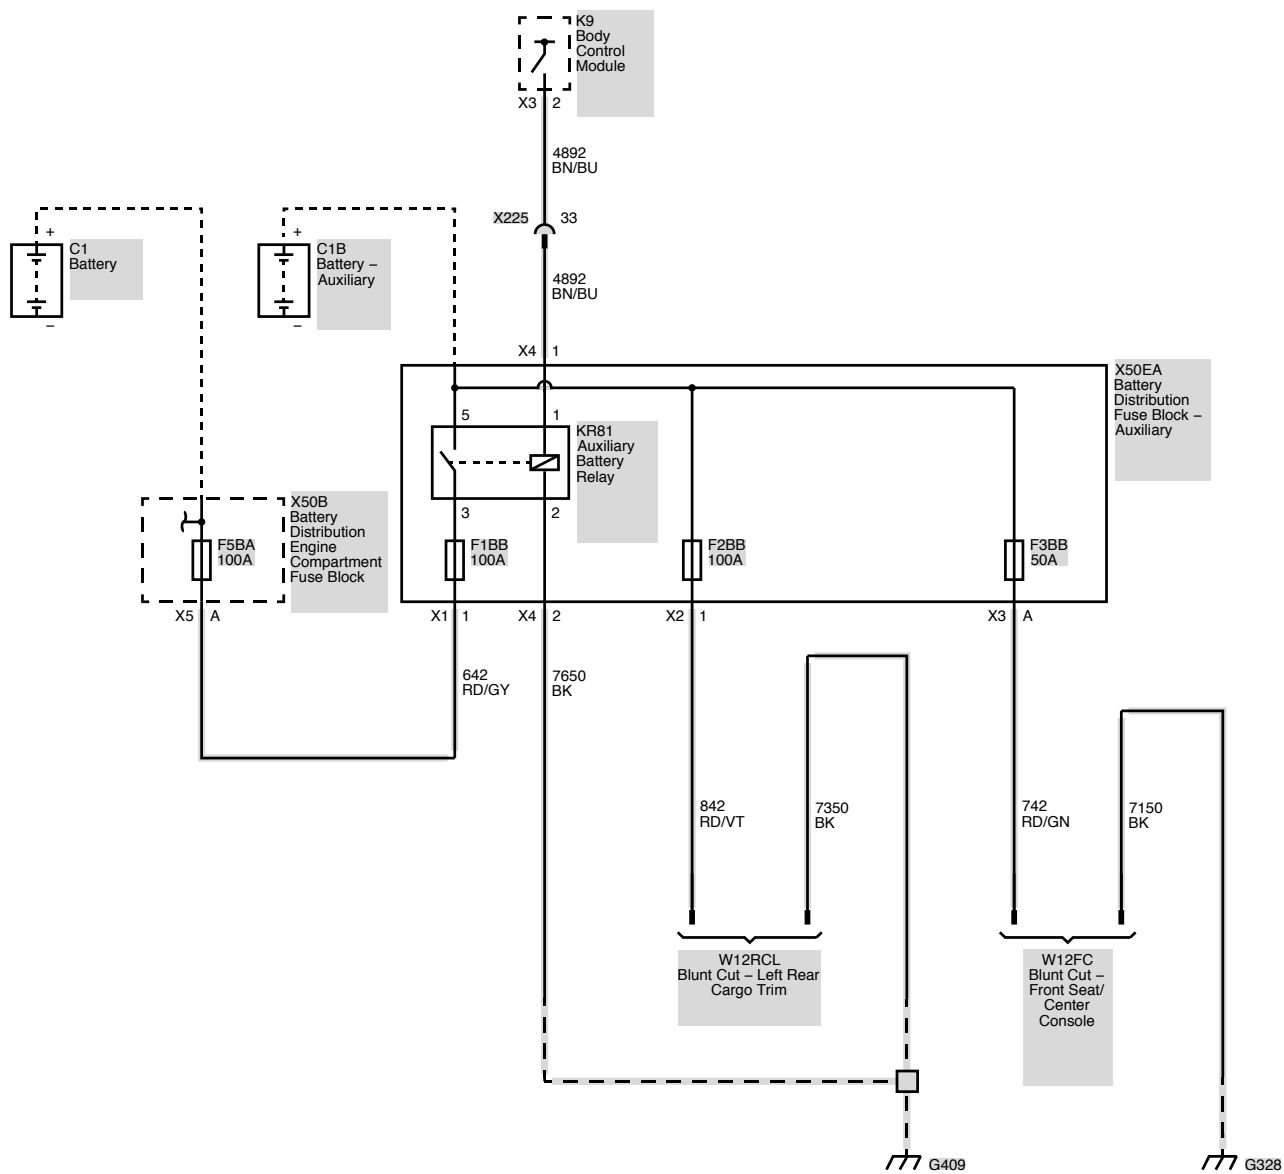 K9
Body
Control
Module
X3 2
4892
BN/BU
X225 33
4892
BN/BU
+
C1
Battery
−
+
C1B
Battery –
Auxiliary
−
X4 1
X50EA
Battery
Distribution
Fuse Block –
Auxiliary
5 1
KR81
Auxiliary
Battery
Relay
3 2
X50B
Battery
Distribution
Engine
Compartment
Fuse Block
F5BA
100A
F1BB
100A
F2BB
100A
F3BB
50A
X5 A
X1 1
X4 2
X2 1
X3 A
642
RD/GY
7650
BK
842
RD/VT
7350
BK
742
RD/GN
7150
BK
W12RCL
Blunt Cut – Left Rear
Cargo Trim
W12FC
Blunt Cut –
Front Seat/
Center
Console
G409
G328